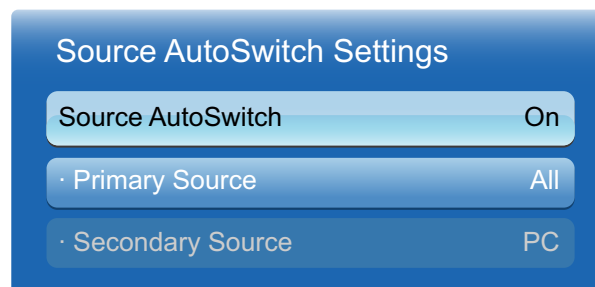 Source AutoSwitch Settings
Source AutoSwitch On
· Primary Source All
· Secondary Source PC